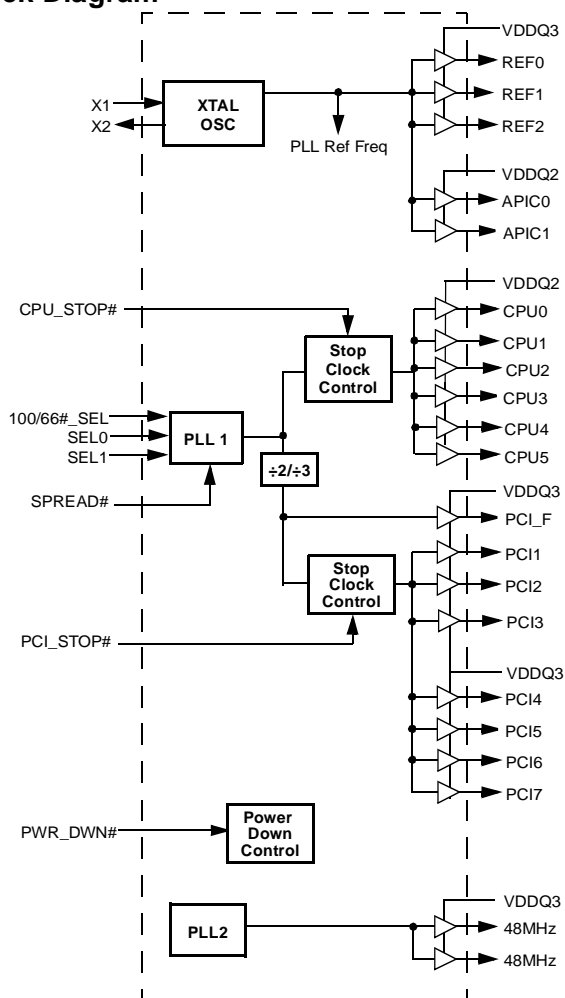 ck Diagram
VDDQ3
REF0
X1
XTAL
OSC
REF1
X2
REF2
PLL Ref Freq
VDDQ2
APIC0
APIC1
VDDQ2
CPU_STOP#
CPU0
Stop
Clock
Control
CPU1
CPU2
CPU3
100/66#_SEL
SEL0
SEL1
PLL 1
CPU4
CPU5
÷2/÷3
SPREAD#
VDDQ3
PCI_F
Stop
Clock
Control
PCI1
PCI2
PCI3
PCI_STOP#
VDDQ3
PCI4
PCI5
PCI6
PCI7
PWR_DWN#
Power
Down
Control
VDDQ3
PLL2
48MHz
48MHz